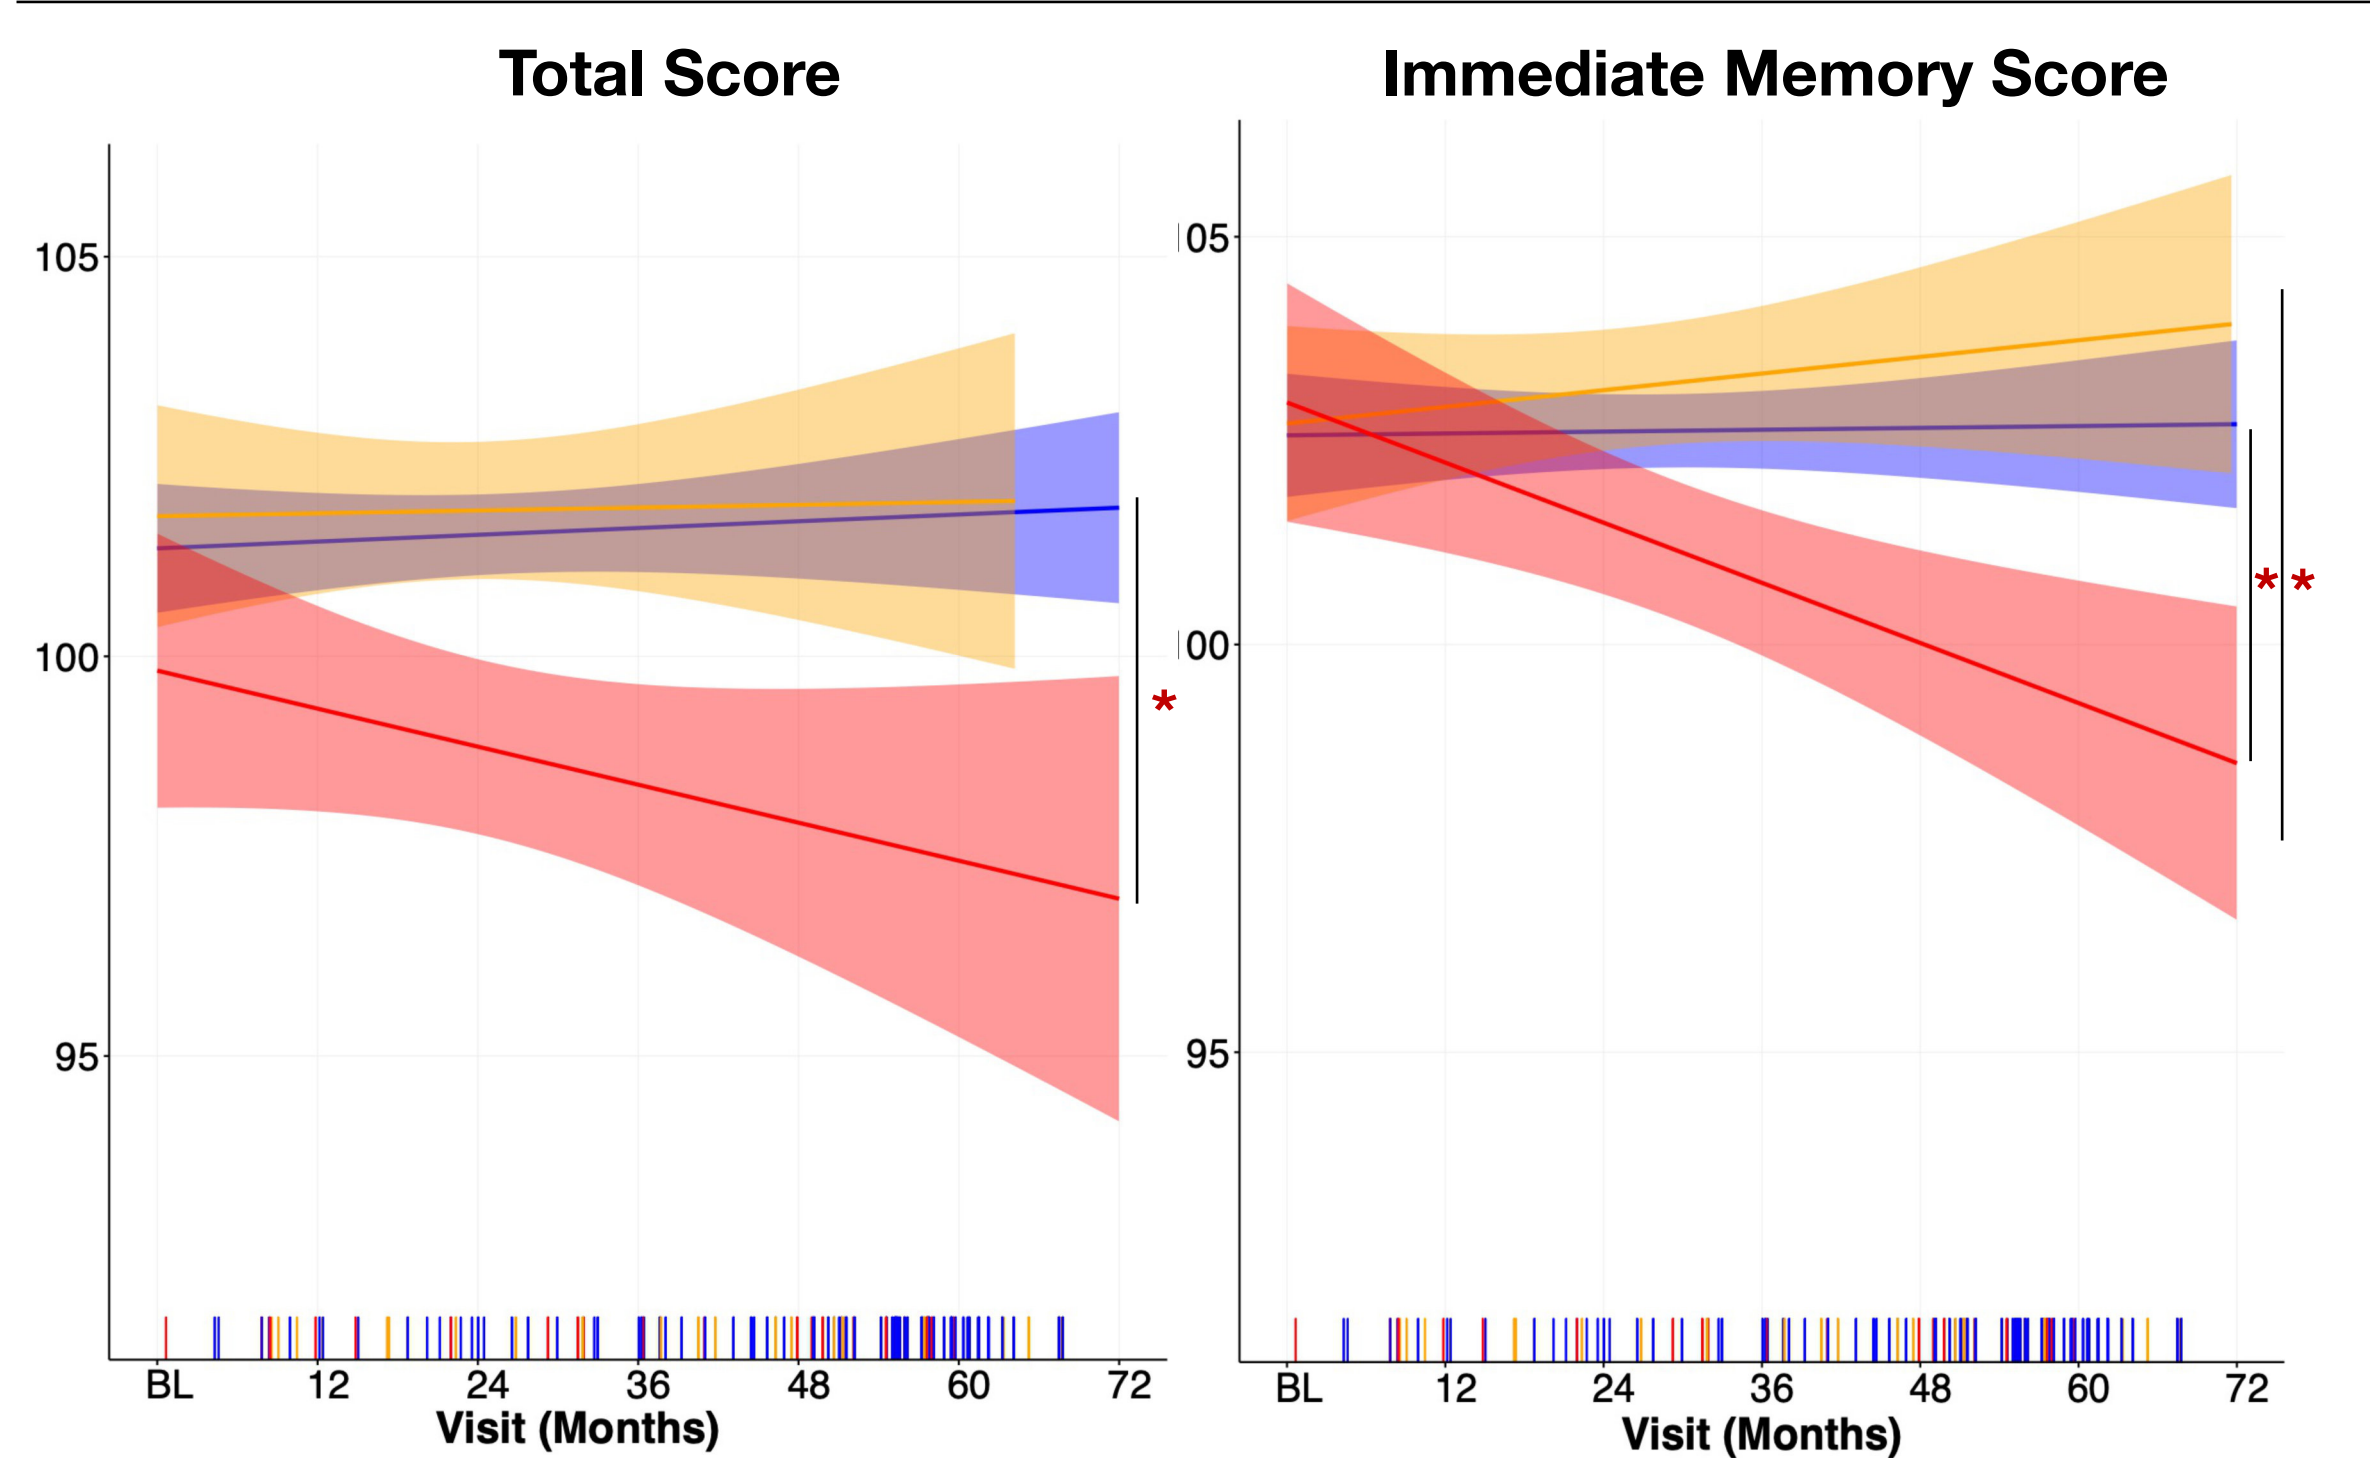 Total Score
Immediate Memory Score
105
100
95
BL 12 24 36 48 60 72
Visit (Months)
*
05
00
95
BL 12 24 36 48 60 72
Visit (Months)
* *